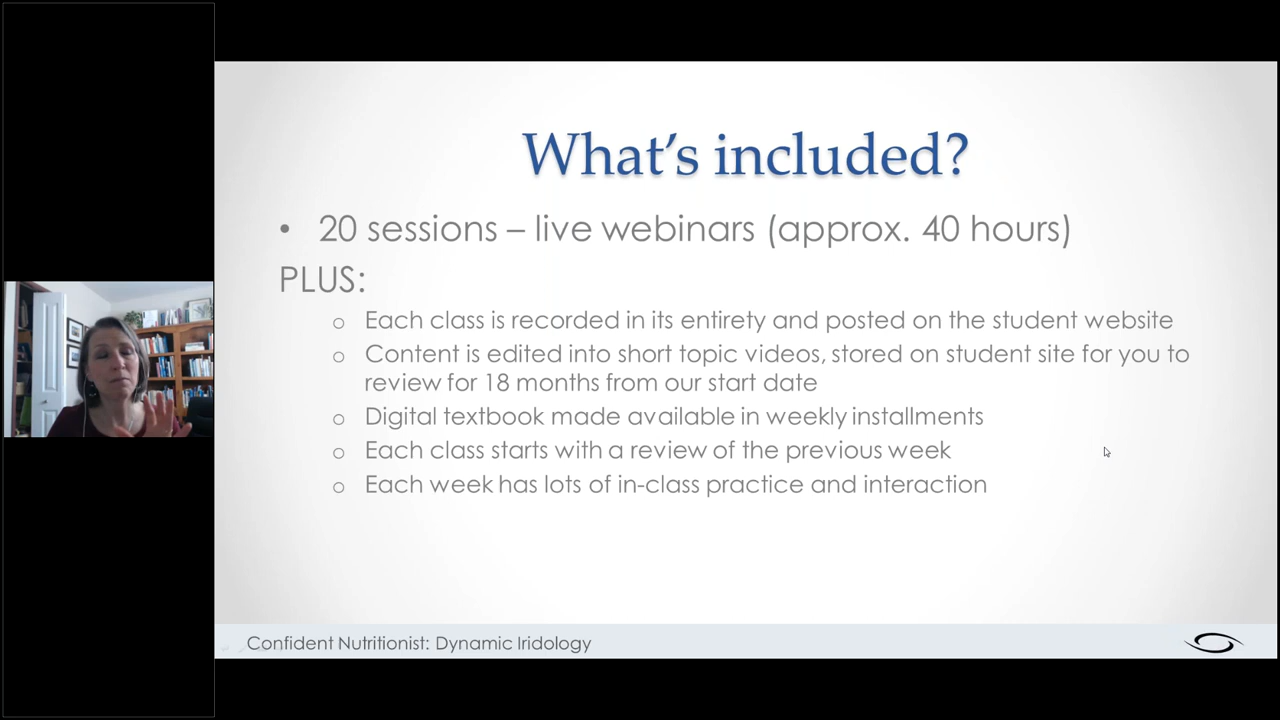 What's included?
• 20 sessions – live webinars (approx. 40 hours)
PLUS:
o Each class is recorded in its entirety and posted on the student website
o Content is edited into short topic videos, stored on student site for you to
review for 18 months from our start date
o Digital textbook made available in weekly installments
o Each class starts with a review of the previous week
o Each week has lots of in-class practice and interaction
Confident Nutritionist: Dynamic Iridology